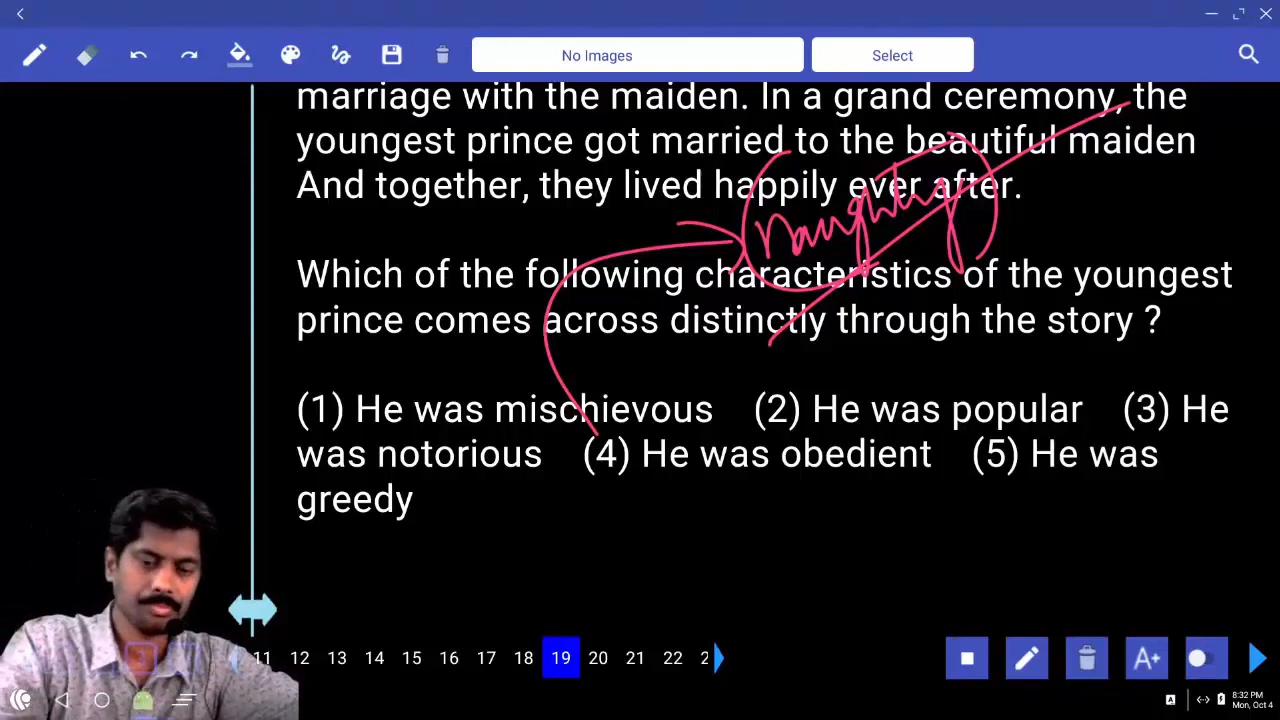 No Images
Select
marriage with the maiden. In a grand ceremony, the
youngest prince got married to the beautiful maiden
And together, they lived happily ever after.
naughty
Which of the following characteristics of the youngest
prince comes across distinctly through the story ?
(1) He was mischievous (2) He was popular (3) He
was notorious (4) He was obedient (5) He was
greedy
11 12 13 14 15 16 17 18 19 20 21 22 2
A+
A
8:32 PM
Mon, Oct 4